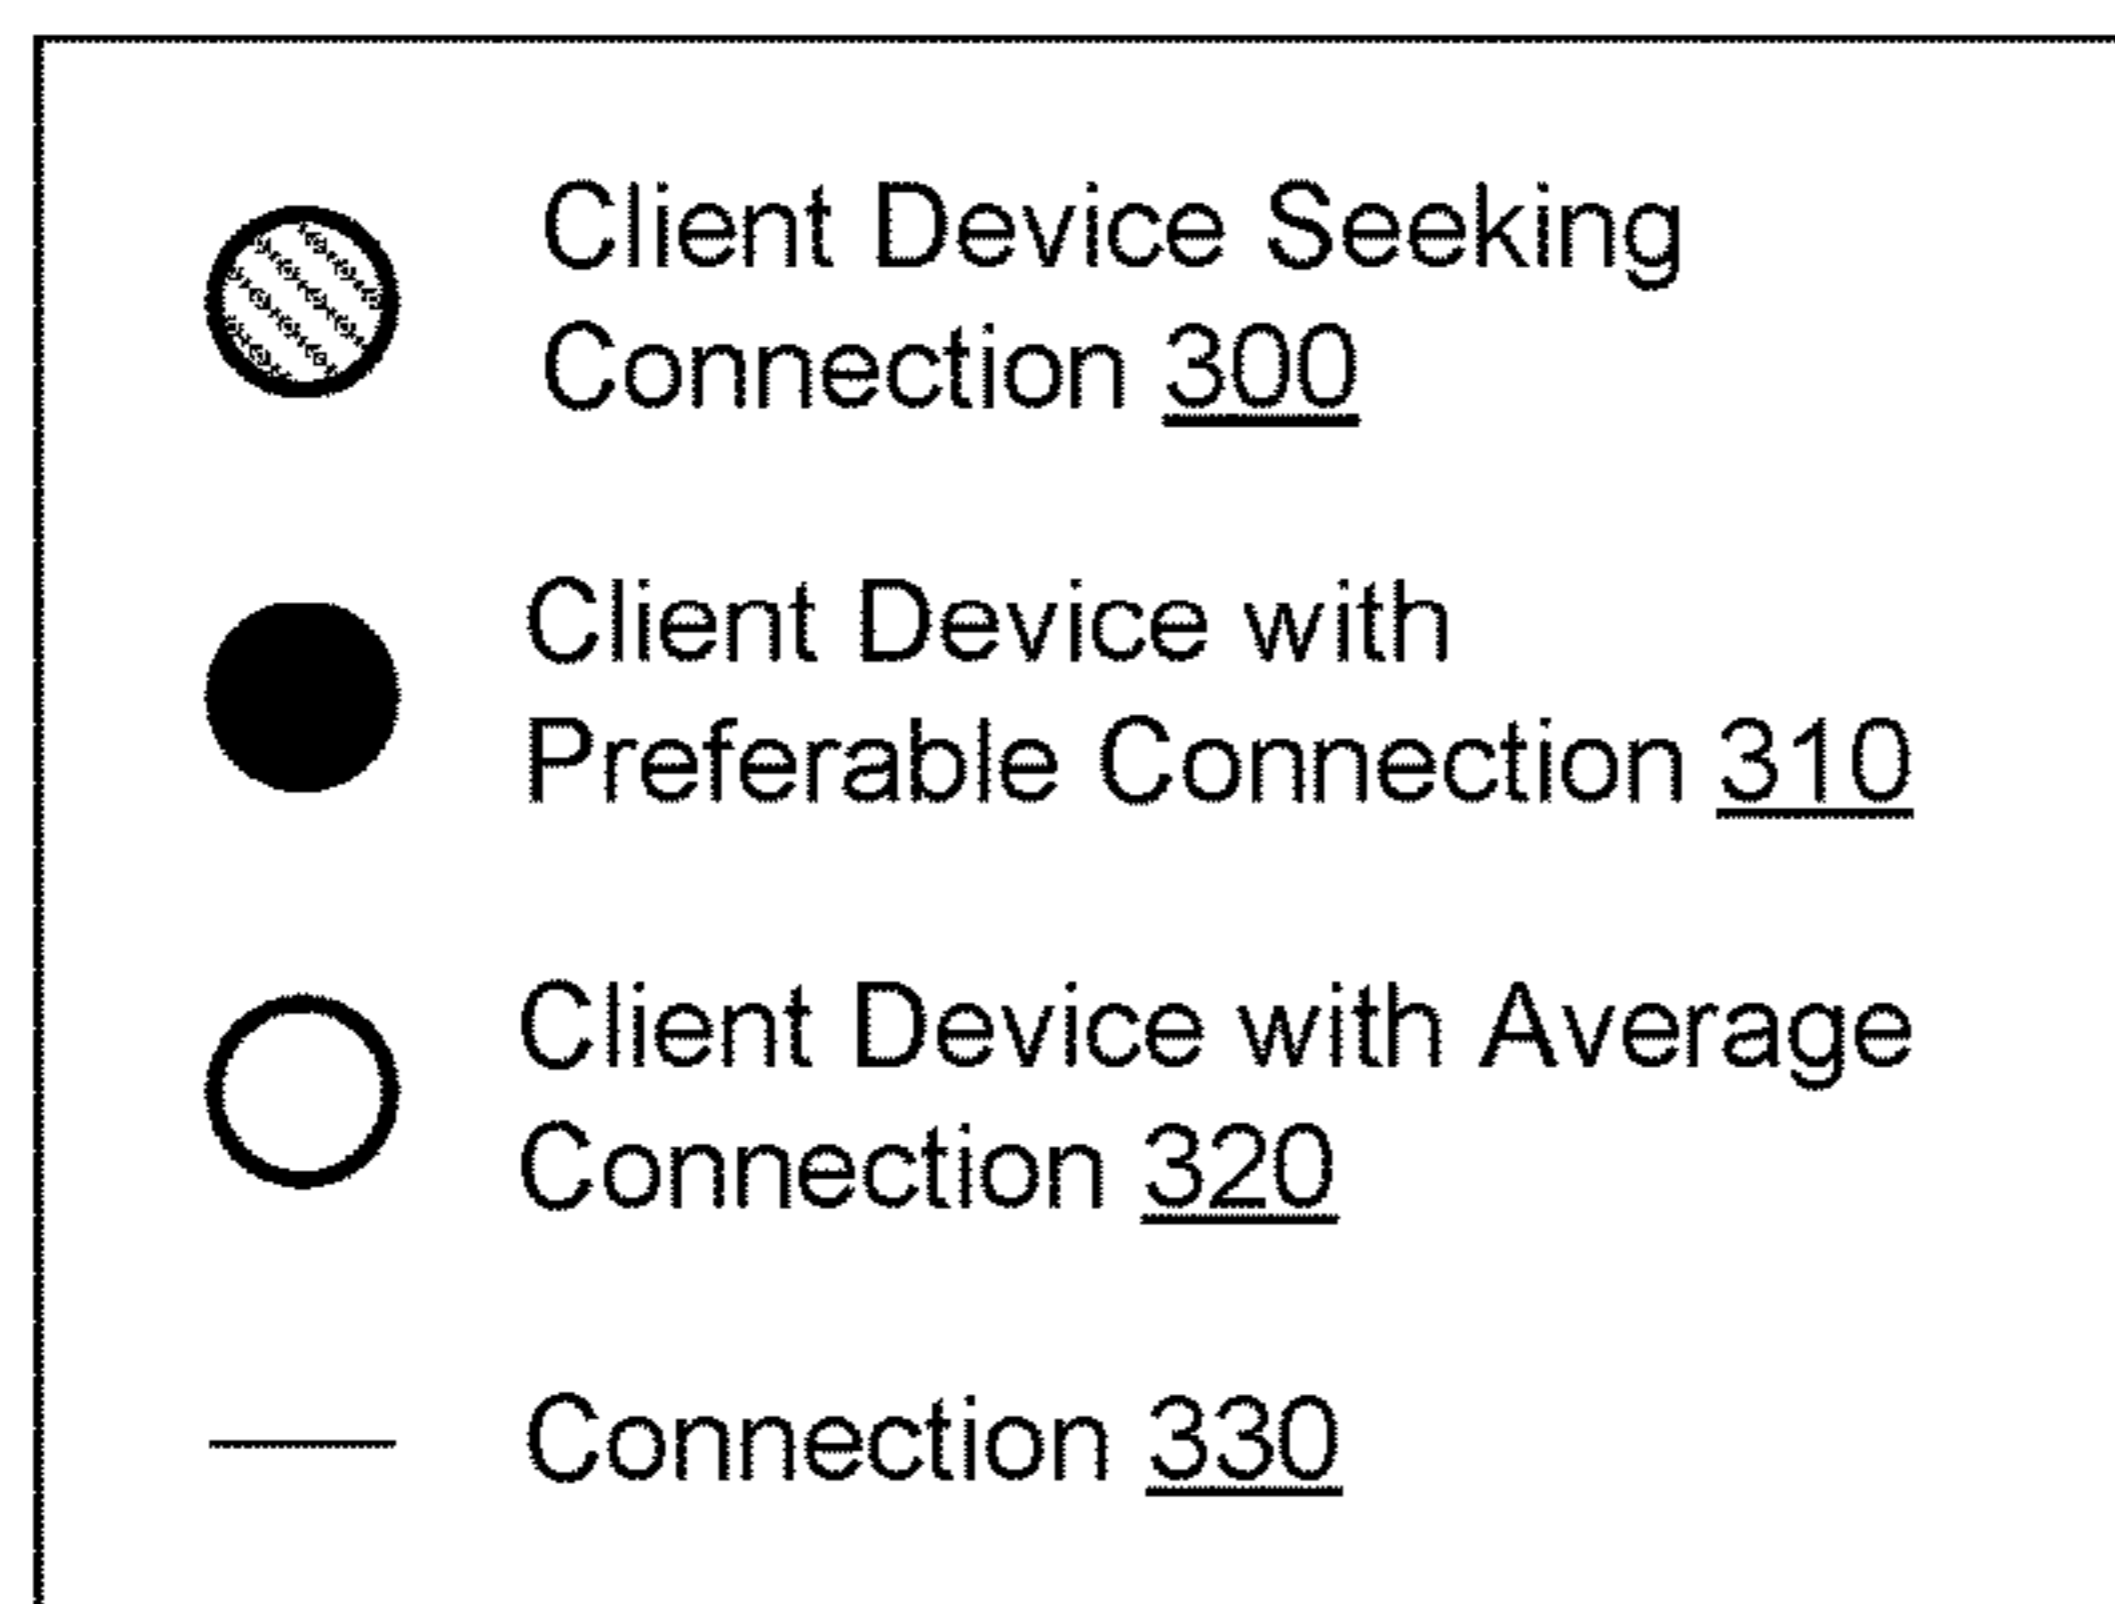 Client Device Seeking
Connection 300
Client Device with
Preferable Connection 310
Client Device with Average
Connection 320
Connection 330